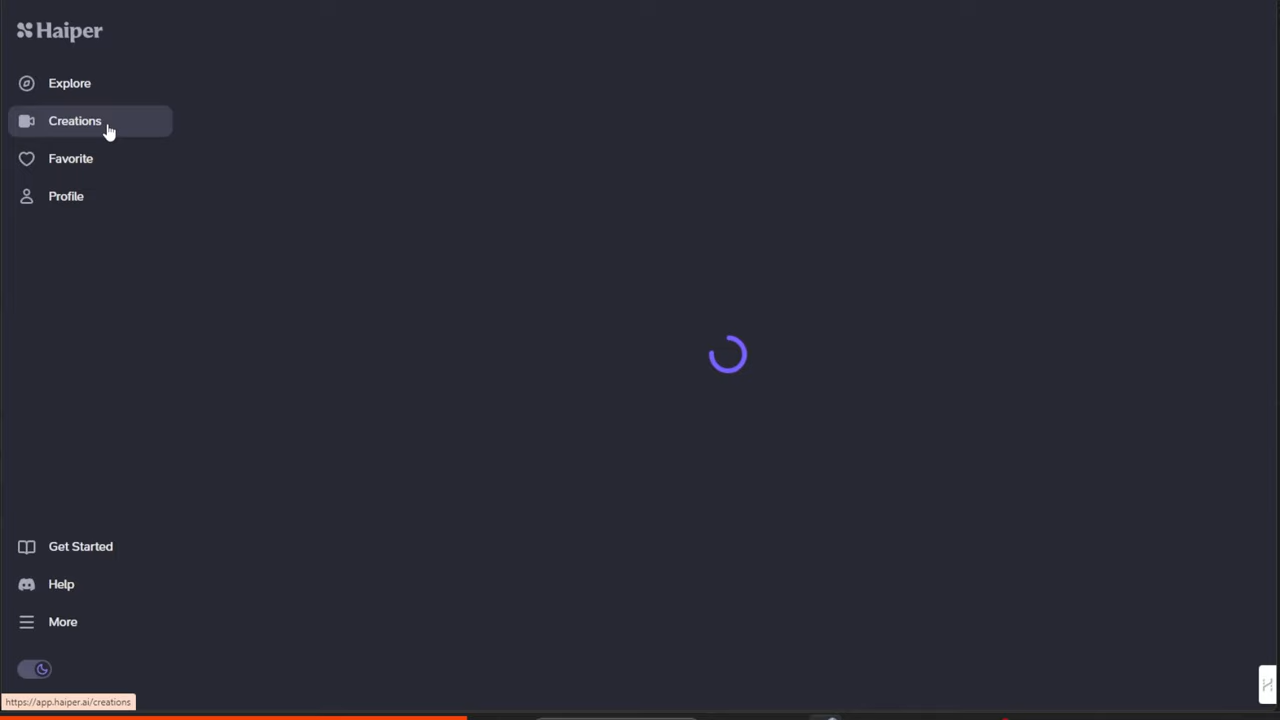 Haiper
Explore
Creations
Favorite
Profile
Get Started
Help
More
https://app.haiper.ai/creations